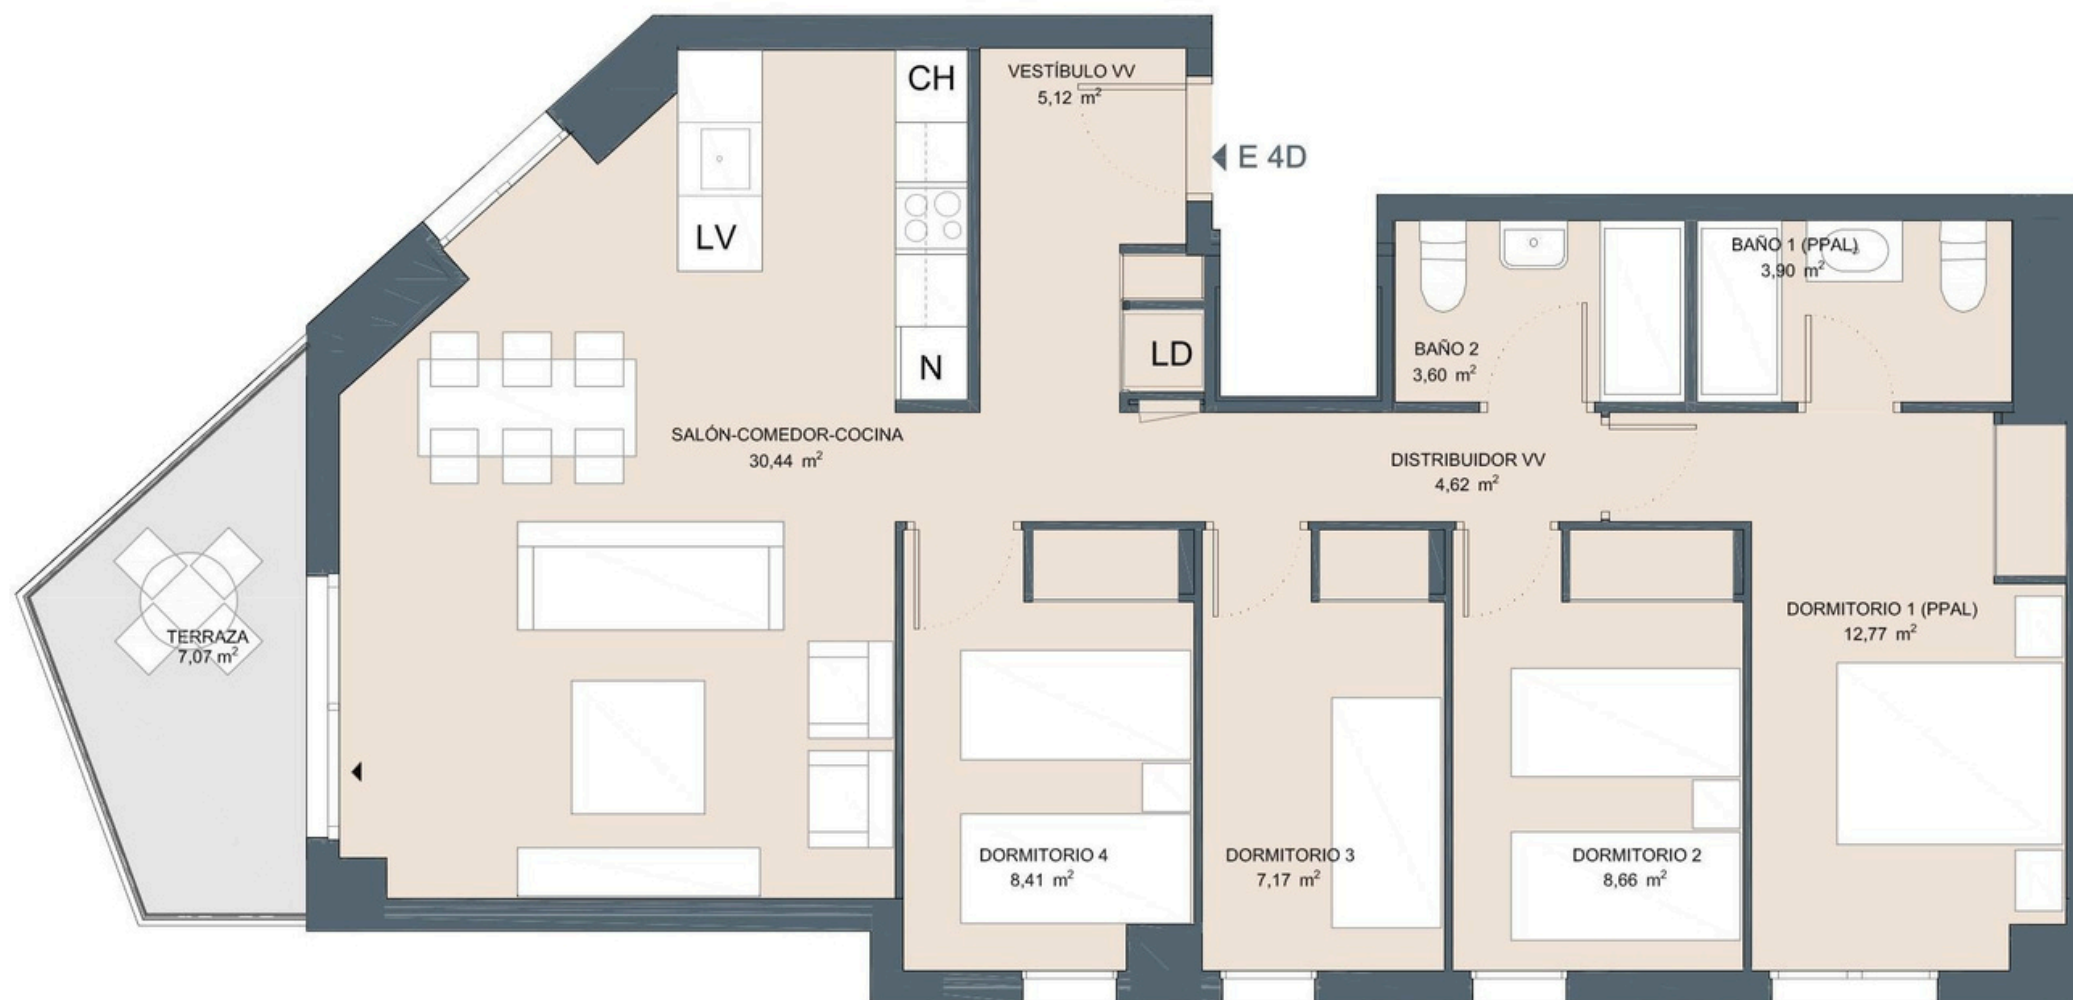 CH
VESTÍBULO VV
5,12 m²
E 4D
LV
BAÑO 1 (PPAL)
3,90 m²
BAÑO 2
3,60 m²
LD
N
SALÓN-COMEDOR-COCINA
30,44 m²
DISTRIBUIDOR VV
4,62 m²
DORMITORIO 1 (PPAL)
12,77 m²
TERRAZA
7,07 m²
DORMITORIO 4
8,41 m²
DORMITORIO 3
7,17 m²
DORMITORIO 2
8,66 m²